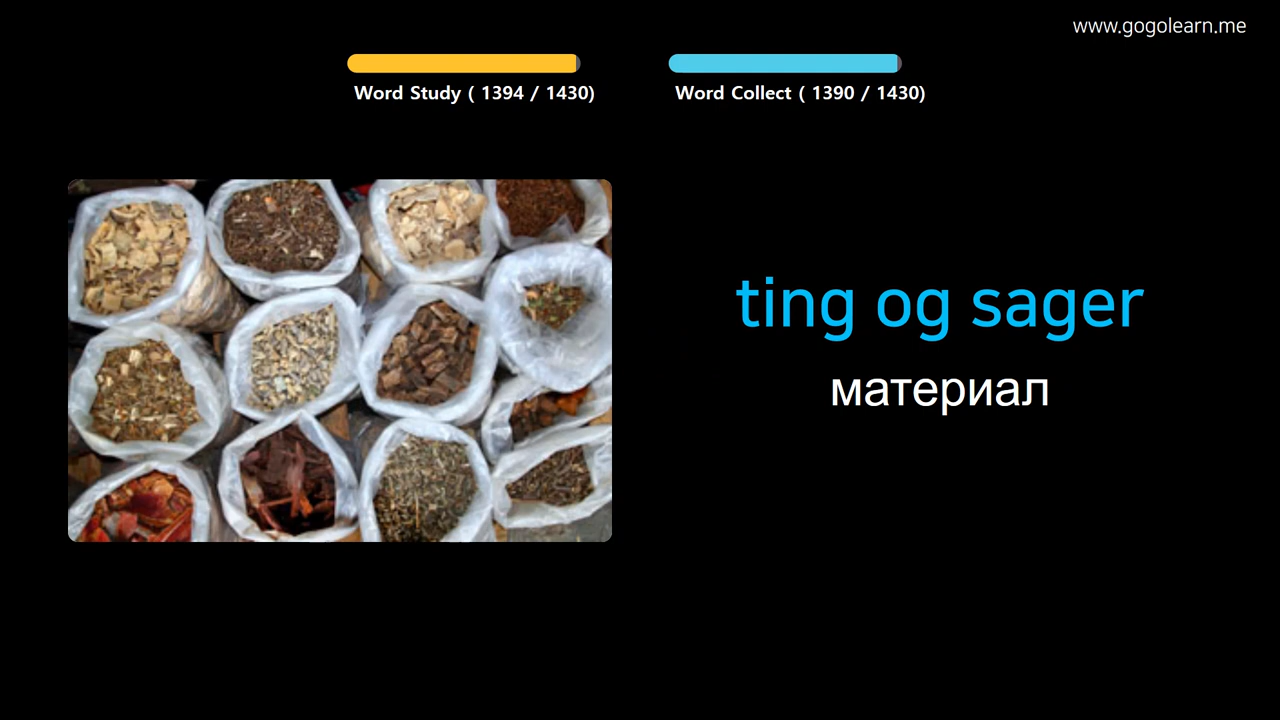 www.gogolearn.me
Word Study ( 1394 / 1430)
Word Collect ( 1390 / 1430)
ting og sager
материал